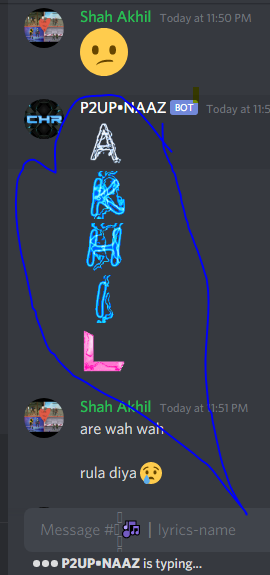 Shah Akhil Today at 11:50 PM
CHR
P2UP•NAAZ BOT Today at 11:5
A
K
H
I
L
Shah Akhil Today at 11:51 PM
are wah wah
rula diya
Message # | lyrics-name
P2UP•NAAZ is typing...